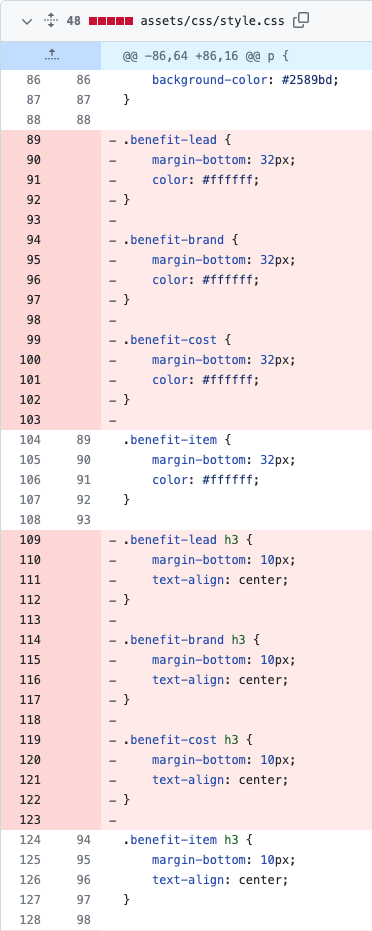 48 assets/css/style.css
@@ -86,64 +86,16 @@ p {
86 86 background-color: #2589bd;
87 87 }
88 88
89 - .benefit-lead {
90 - margin-bottom: 32px;
91 - color: #ffffff;
92 - }
93 -
94 - .benefit-brand {
95 - margin-bottom: 32px;
96 - color: #ffffff;
97 - }
98 -
99 - .benefit-cost {
100 - margin-bottom: 32px;
101 - color: #ffffff;
102 - }
103 -
104 89 .benefit-item {
105 90 margin-bottom: 32px;
106 91 color: #ffffff;
107 92 }
108 93
109 - .benefit-lead h3 {
110 - margin-bottom: 10px;
111 - text-align: center;
112 - }
113 -
114 - .benefit-brand h3 {
115 - margin-bottom: 10px;
116 - text-align: center;
117 - }
118 -
119 - .benefit-cost h3 {
120 - margin-bottom: 10px;
121 - text-align: center;
122 - }
123 -
124 94 .benefit-item h3 {
125 95 margin-bottom: 10px;
126 96 text-align: center;
127 97 }
128 98